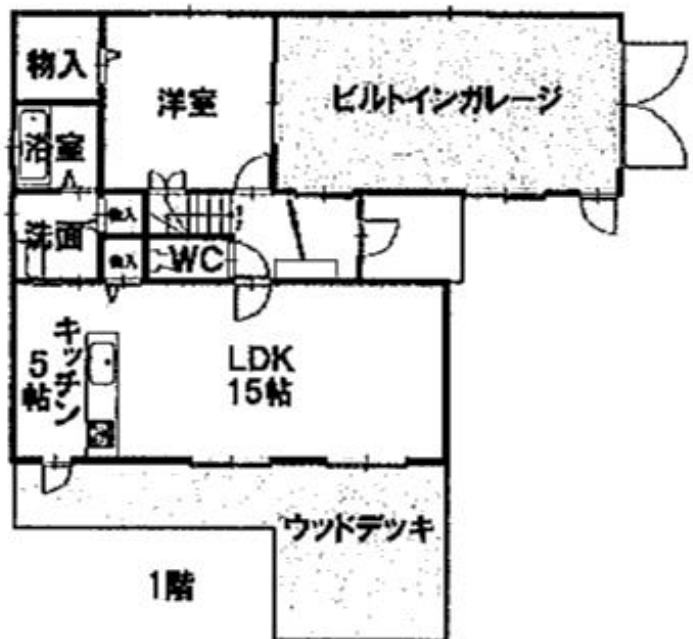 物入
洋室
ビルトインガレージ
浴室
洗面
物入
物入
WC
キッチン
5帖
LDK
15帖
ウッドデッキ
1階